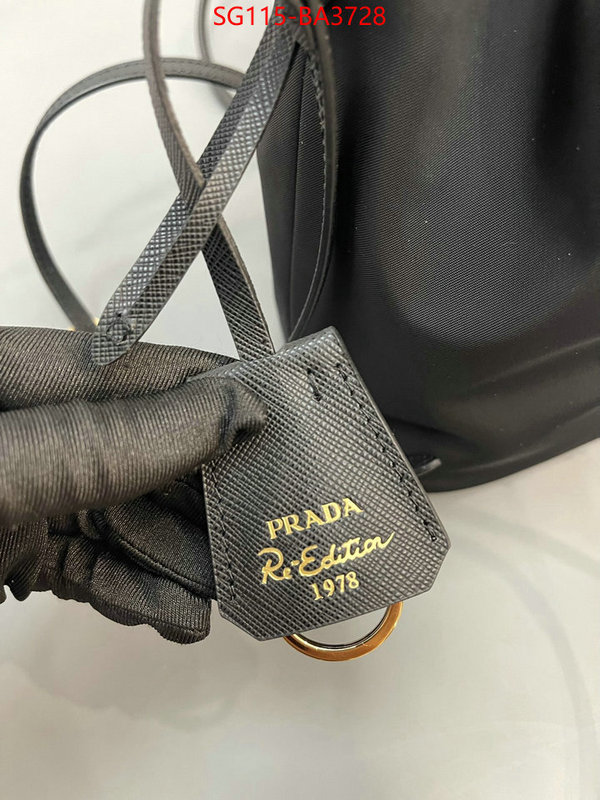 SG115-BA3728
PRADA
Re-Edition
1978